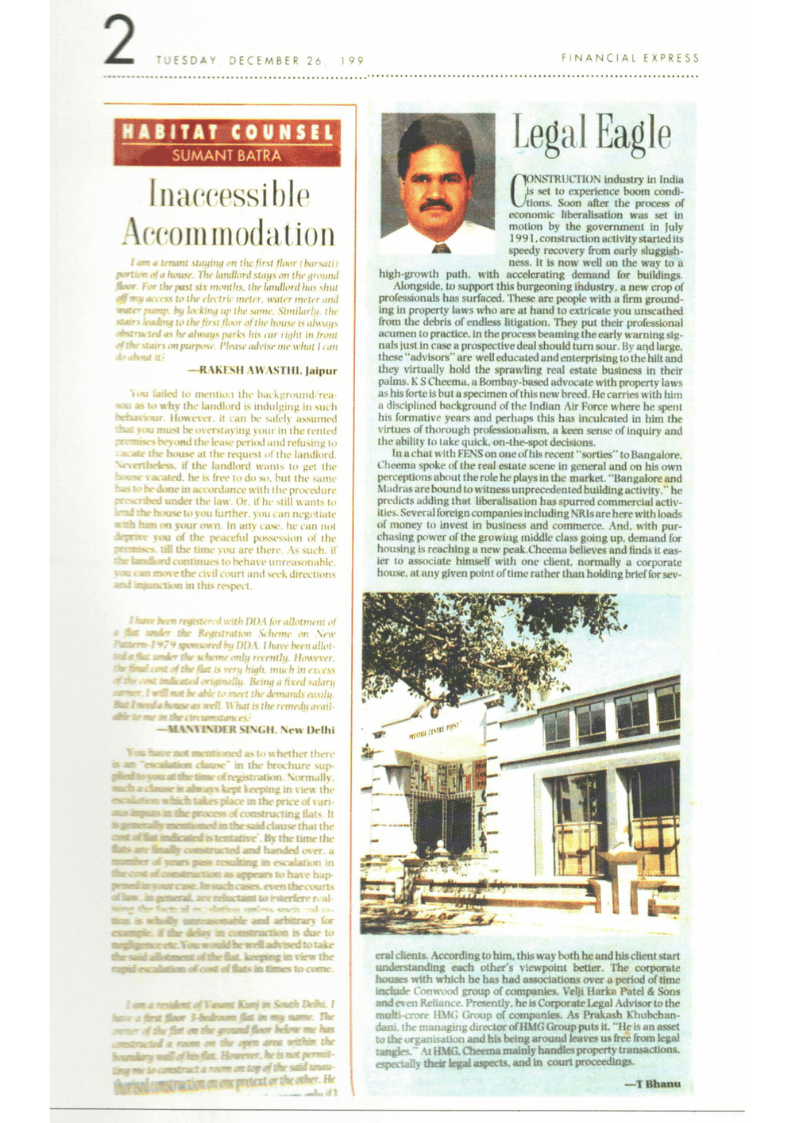 2
TUESDAY, DECEMBER 26, 199
FINANCIAL EXPRESS
HABITAT COUNSEL
SUMANT BATRA
Inaccessible
Accommodation
I am a tenant staying on the first floor (barsati)
portion of a house. The landlord stays on the ground
floor. For the past six months, the landlord has shut
off my access to the electric meter, water meter and
water pump, by locking up the same. Similarly, the
stairs leading to the first floor of the house is always
obstructed as he always parks his car right in front
of the stairs on purpose. Please advise me what I can
do about it?
—RAKESH AWASTHI, Jaipur
You failed to mention the background/rea-
son as to why the landlord is indulging in such
behaviour. However, it can be safely assumed
that you must be overstaying your in the rented
premises beyond the lease period and refusing to
vacate the house at the request of the landlord.
Nevertheless, if the landlord wants to get the
house vacated, he is free to do so, but the same
has to be done in accordance with the procedure
prescribed under the law. Or, if he still wants to
lend the house to you further, you can negotiate
with him on your own. In any case, he can not
deprive you of the peaceful possession of the
premises, till the time you are there. As such, if
the landlord continues to behave unreasonable,
you can move the civil court and seek directions
and injunction in this respect.
I have been registered with DDA for allotment of
a flat under the Registration Scheme on New
Pattern-1979 sponsored by DDA. I have been allot-
ted a flat under the scheme only recently. However,
the final cost of the flat is very high, much in excess
of the cost indicated originally. Being a fixed salary
earner, I will not be able to meet the demands easily.
But I need a house as well. What is the remedy avail-
able to me in the circumstances?
—MANVINDER SINGH, New Delhi
You have not mentioned as to whether there
is an "escalation clause" in the brochure sup-
plied to you at the time of registration. Normally,
such a clause is always kept keeping in view the
escalation which takes place in the price of vari-
ous inputs in the process of constructing flats. It
is generally mentioned in the said clause that the
cost of flat indicated is tentative'. By the time the
flats are finally constructed and handed over, a
number of years pass resulting in escalation in
the cost of construction as appears to have hap-
pened in your case. In such cases, even the courts
of law, in general, are reluctant to interfere
tion is wholly unreasonable and arbitrary for
example, if the delay in construction is due to
negligence etc. You would be well advised to take
the said allotment of the flat, keeping in view the
rapid escalation of cost of flats in times to come.
I am a resident of Vasant Kunj in South Delhi. I
have a first floor 3-bedroom flat in my name. The
owner of the flat on the ground floor below me has
constructed a room on the open area within the
boundary wall of his flat. However, he is not permit-
ting me to construct a room on top of the said unau-
thorised construction on one pretext or the other. He
Legal Eagle
CONSTRUCTION industry in India
is set to experience boom condi-
tions. Soon after the process of
economic liberalisation was set in
motion by the government in July
1991, construction activity started its
speedy recovery from early sluggish-
ness. It is now well on the way to a
high-growth path, with accelerating demand for buildings.
Alongside, to support this burgeoning industry, a new crop of
professionals has surfaced. These are people with a firm ground-
ing in property laws who are at hand to extricate you unscathed
from the debris of endless litigation. They put their professional
acumen to practice, in the process beaming the early warning sig-
nals just in case a prospective deal should turn sour. By and large,
these "advisors" are well educated and enterprising to the hilt and
they virtually hold the sprawling real estate business in their
palms. K S Cheema, a Bombay-based advocate with property laws
as his forte is but a specimen of this new breed. He carries with him
a disciplined background of the Indian Air Force where he spent
his formative years and perhaps this has inculcated in him the
virtues of thorough professionalism, a keen sense of inquiry and
the ability to take quick, on-the-spot decisions.
In a chat with FENS on one of his recent "sorties" to Bangalore,
Cheema spoke of the real estate scene in general and on his own
perceptions about the role he plays in the market. "Bangalore and
Madras are bound to witness unprecedented building activity," he
predicts adding that liberalisation has spurred commercial activ-
ities. Several foreign companies including NRIs are here with loads
of money to invest in business and commerce. And, with pur-
chasing power of the growing middle class going up, demand for
housing is reaching a new peak.Cheema believes and finds it eas-
ier to associate himself with one client, normally a corporate
house, at any given point of time rather than holding brief for sev-
PRESTIGE CENTRE POINT
eral clients. According to him, this way both he and his client start
understanding each other's viewpoint better. The corporate
houses with which he has had associations over a period of time
include Conwood group of companies, Velji Harka Patel & Sons
and even Reliance. Presently, he is Corporate Legal Advisor to the
multi-crore HMG Group of companies. As Prakash Khubchan-
dani, the managing director of HMG Group puts it, "He is an asset
to the organisation and his being around leaves us free from legal
tangles." At HMG, Cheema mainly handles property transactions,
especially their legal aspects, and in court proceedings.
—T Bhanu